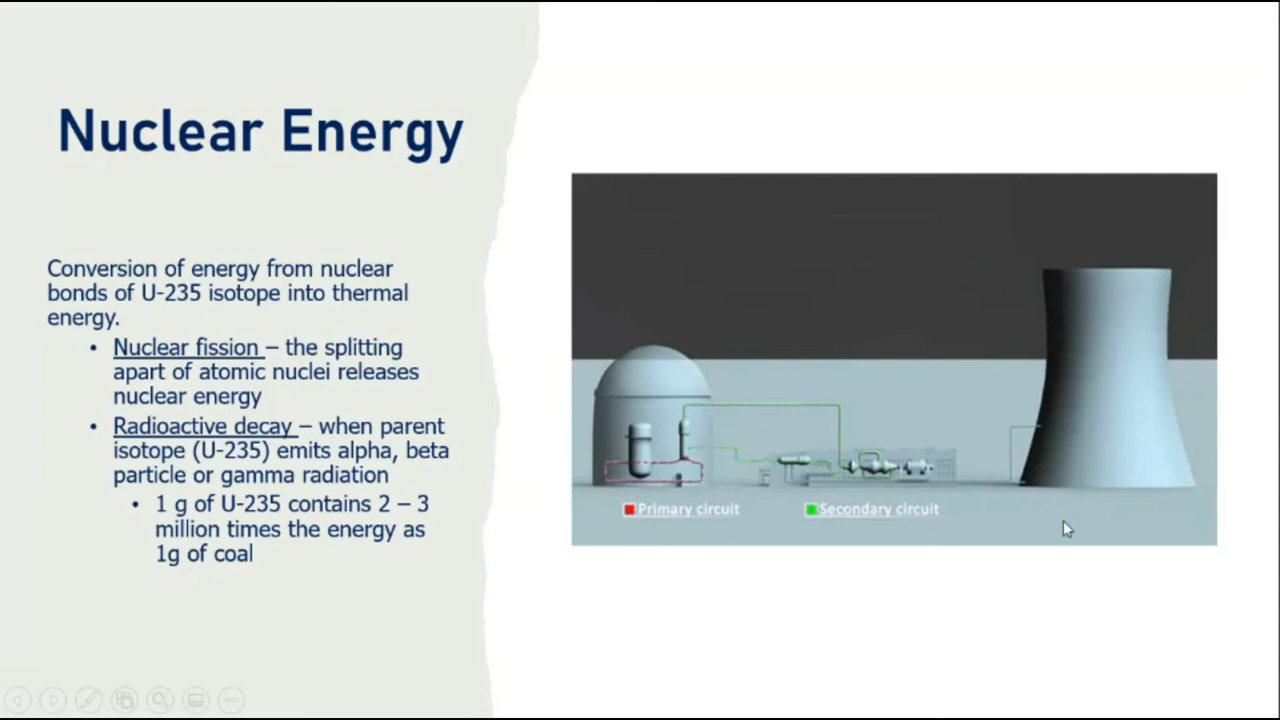 Nuclear Energy
Conversion of energy from nuclear
bonds of U-235 isotope into thermal
energy.
• Nuclear fission – the splitting
apart of atomic nuclei releases
nuclear energy
• Radioactive decay – when parent
isotope (U-235) emits alpha, beta
particle or gamma radiation
• 1 g of U-235 contains 2 – 3
million times the energy as
1g of coal
Primary circuit
Secondary circuit